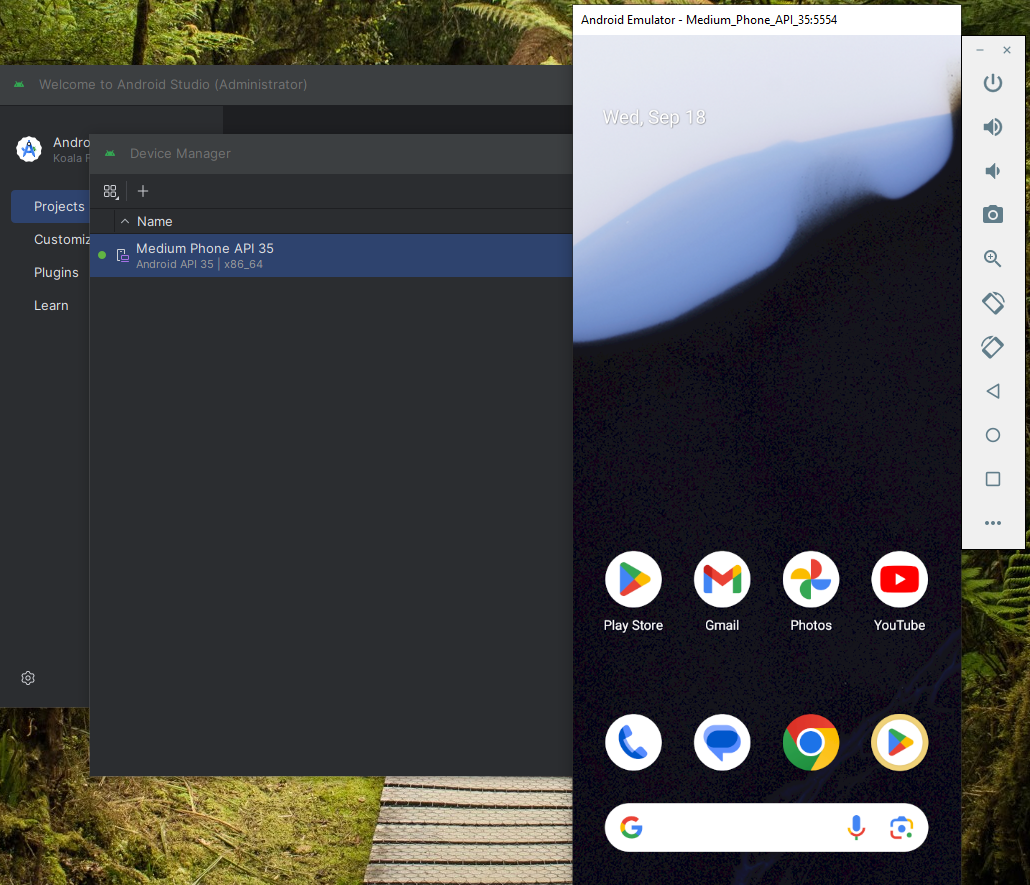 Android Emulator - Medium_Phone_API_35:5554
Welcome to Android Studio (Administrator)
Wed, Sep 18
Andro
Koala F
Device Manager
Projects
Name
Customiz
Medium Phone API 35
Android API 35 | x86_64
Plugins
Learn
Play Store
Gmail
Photos
YouTube